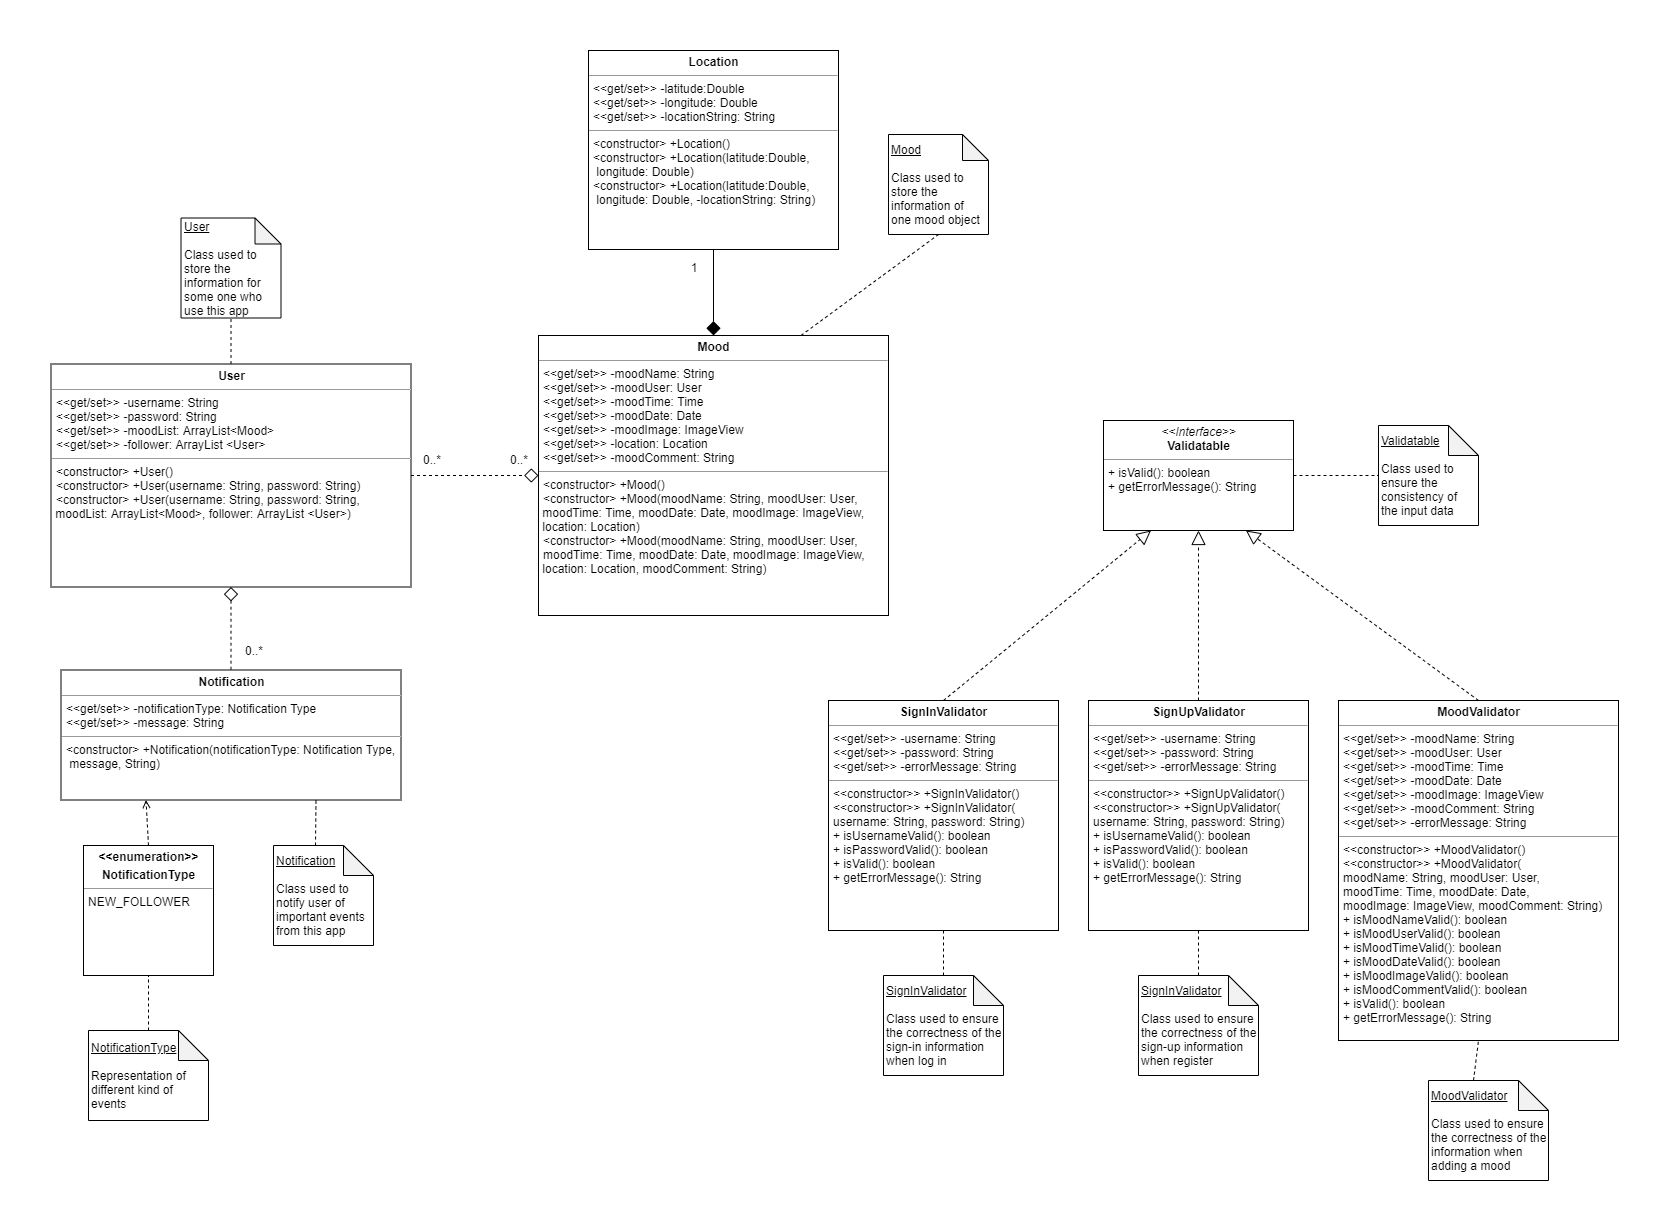 Location
<<get/set>> -latitude:Double
<<get/set>> -longitude: Double
<<get/set>> -locationString: String
<constructor> +Location()
<constructor> +Location(latitude:Double,
longitude: Double)
<constructor> +Location(latitude:Double,
longitude: Double, -locationString: String)
1
Mood
Class used to
store the
information of
one mood object
User
Class used to
store the
information for
some one who
use this app
User
<<get/set>> -username: String
<<get/set>> -password: String
<<get/set>> -moodList: ArrayList<Mood>
<<get/set>> -follower: ArrayList <User>
<constructor> +User()
<constructor> +User(username: String, password: String)
<constructor> +User(username: String, password: String,
moodList: ArrayList<Mood>, follower: ArrayList <User>)
0..*
0..*
Mood
<<get/set>> -moodName: String
<<get/set>> -moodUser: User
<<get/set>> -moodTime: Time
<<get/set>> -moodDate: Date
<<get/set>> -moodImage: ImageView
<<get/set>> -location: Location
<<get/set>> -moodComment: String
<constructor> +Mood()
<constructor> +Mood(moodName: String, moodUser: User,
moodTime: Time, moodDate: Date, moodImage: ImageView,
location: Location)
<constructor> +Mood(moodName: String, moodUser: User,
moodTime: Time, moodDate: Date, moodImage: ImageView,
location: Location, moodComment: String)
<<Interface>>
Validatable
+ isValid(): boolean
+ getErrorMessage(): String
Validatable
Class used to
ensure the
consistency of
the input data
0..*
Notification
<<get/set>> -notificationType: Notification Type
<<get/set>> -message: String
<constructor> +Notification(notificationType: Notification Type,
message, String)
<<enumeration>>
NotificationType
NEW_FOLLOWER
Notification
Class used to
notify user of
important events
from this app
NotificationType
Representation of
different kind of
events
SignInValidator
<<get/set>> -username: String
<<get/set>> -password: String
<<get/set>> -errorMessage: String
<<constructor>> +SignInValidator()
<<constructor>> +SignInValidator(
username: String, password: String)
+ isUsernameValid(): boolean
+ isPasswordValid(): boolean
+ isValid(): boolean
+ getErrorMessage(): String
SignInValidator
Class used to ensure
the correctness of the
sign-in information
when log in
SignUpValidator
<<get/set>> -username: String
<<get/set>> -password: String
<<get/set>> -errorMessage: String
<<constructor>> +SignUpValidator()
<<constructor>> +SignUpValidator(
username: String, password: String)
+ isUsernameValid(): boolean
+ isPasswordValid(): boolean
+ isValid(): boolean
+ getErrorMessage(): String
SignInValidator
Class used to ensure
the correctness of the
sign-up information
when register
MoodValidator
<<get/set>> -moodName: String
<<get/set>> -moodUser: User
<<get/set>> -moodTime: Time
<<get/set>> -moodDate: Date
<<get/set>> -moodImage: ImageView
<<get/set>> -moodComment: String
<<get/set>> -errorMessage: String
<<constructor>> +MoodValidator()
<<constructor>> +MoodValidator(
moodName: String, moodUser: User,
moodTime: Time, moodDate: Date,
moodImage: ImageView, moodComment: String)
+ isMoodNameValid(): boolean
+ isMoodUserValid(): boolean
+ isMoodTimeValid(): boolean
+ isMoodDateValid(): boolean
+ isMoodImageValid(): boolean
+ isMoodCommentValid(): boolean
+ isValid(): boolean
+ getErrorMessage(): String
MoodValidator
Class used to ensure
the correctness of the
information when
adding a mood